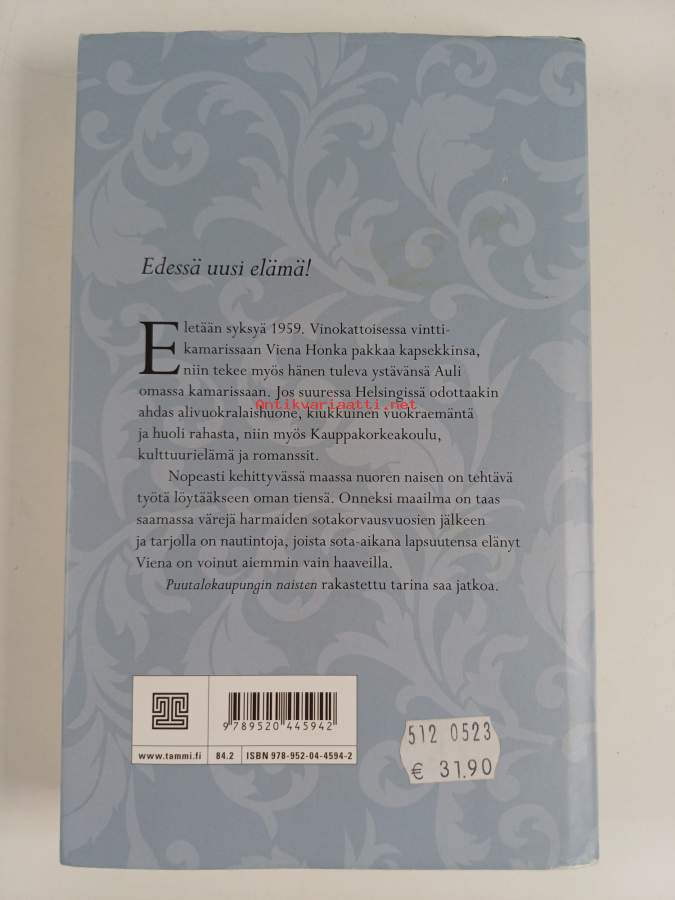 Edessä uusi elämä!
Eletään syksyä 1959. Vinokattoisessa vintti-
kamarissaan Viena Honka pakkaa kapsekkinsa,
niin tekee myös hänen tuleva ystävänsä Auli
omassa kamarissaan. Jos suuressa Helsingissä odottaakin
Antikvariaatti.net
ahdas alivuokralaishuone, kiukkuinen vuokraemäntä
ja huoli rahasta, niin myös Kauppakorkeakoulu,
kulttuurielämä ja romanssit.
Nopeasti kehittyvässä maassa nuoren naisen on tehtävä
työtä löytääkseen oman tiensä. Onneksi maailma on taas
saamassa värejä harmaiden sotakorvausvuosien jälkeen
ja tarjolla on nautintoja, joista sota-aikana lapsuutensa elänyt
Viena on voinut aiemmin vain haaveilla.
Puutalokaupungin naisten rakastettu tarina saa jatkoa.
9 789520 445942
www.tammi.fi 84.2 ISBN 978-952-04-4594-2
512 0523
€ 31.90